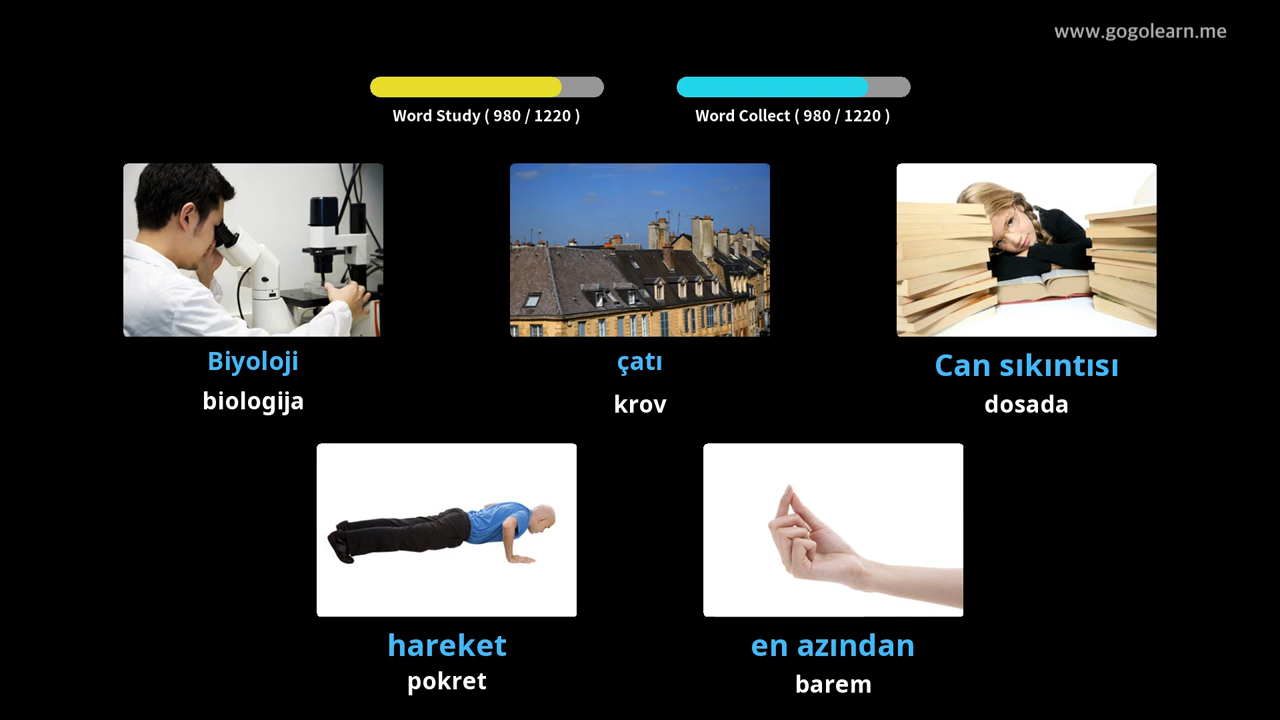 www.gogolearn.me
Word Study ( 980 / 1220 )
Word Collect ( 980 / 1220 )
Biyoloji
biologija
çatı
krov
Can sıkıntısı
dosada
hareket
pokret
en azından
barem